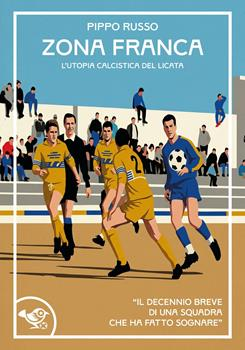 PIPPO RUSSO
ZONA FRANCA
L'UTOPIA CALCISTICA DEL LICATA
"IL DECENNIO BREVE
DI UNA SQUADRA
CHE HA FATTO SOGNARE"